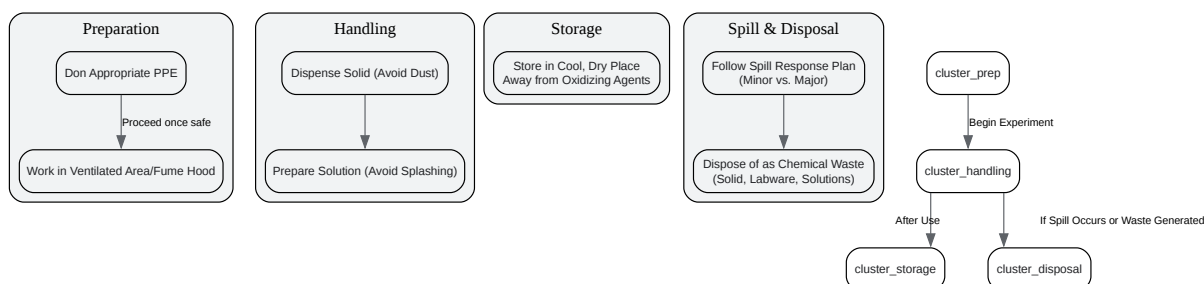 Preparation
Don Appropriate PPE
Proceed once safe
Work in Ventilated Area/Fume Hood
Handling
Dispense Solid (Avoid Dust)
Prepare Solution (Avoid Splashing)
Storage
Store in Cool, Dry Place
Away from Oxidizing Agents
Spill & Disposal
Follow Spill Response Plan
(Minor vs. Major)
Dispose of as Chemical Waste
(Solid, Labware, Solutions)
cluster_prep
Begin Experiment
cluster_handling
After Use
If Spill Occurs or Waste Generated
cluster_storage
cluster_disposal